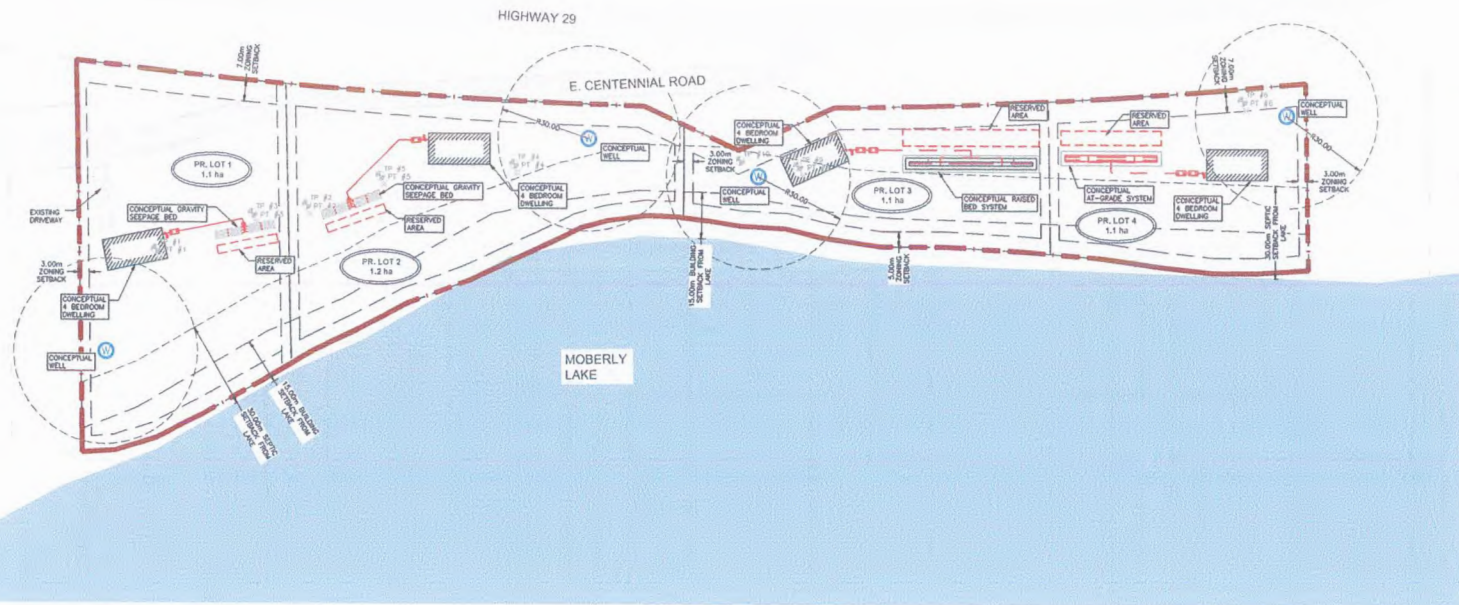 HIGHWAY 29
E. CENTENNIAL ROAD
7.00m
ZONING
SETBACK
PR. LOT 1
1.1 ha
EXISTING
DRIVEWAY
CONCEPTUAL GRAVITY
SEEPAGE BED
3.00m
ZONING
SETBACK
RESERVED
AREA
CONCEPTUAL
4 BEDROOM
DWELLING
CONCEPTUAL
WELL
W
PR. LOT 2
1.2 ha
CONCEPTUAL GRAVITY
SEEPAGE BED
RESERVED
AREA
CONCEPTUAL
4 BEDROOM
DWELLING
R30.00
W
CONCEPTUAL
WELL
15.00m BUILDING
SETBACK FROM
LAKE
30.00m SEPTIC
SETBACK FROM
LAKE
3.00m
ZONING
SETBACK
CONCEPTUAL
4 BEDROOM
DWELLING
CONCEPTUAL
WELL
W
R30.00
PR. LOT 3
1.1 ha
RESERVED
AREA
CONCEPTUAL RAISED
BED SYSTEM
15.00m BUILDING
SETBACK FROM
LAKE
5.00m
ZONING
SETBACK
RESERVED
AREA
CONCEPTUAL
AT-GRADE SYSTEM
PR. LOT 4
1.1 ha
CONCEPTUAL
4 BEDROOM
DWELLING
7.00m
ZONING
SETBACK
W
CONCEPTUAL
WELL
R30.00
3.00m
ZONING
SETBACK
30.00m SEPTIC
SETBACK FROM
LAKE
MOBERLY
LAKE